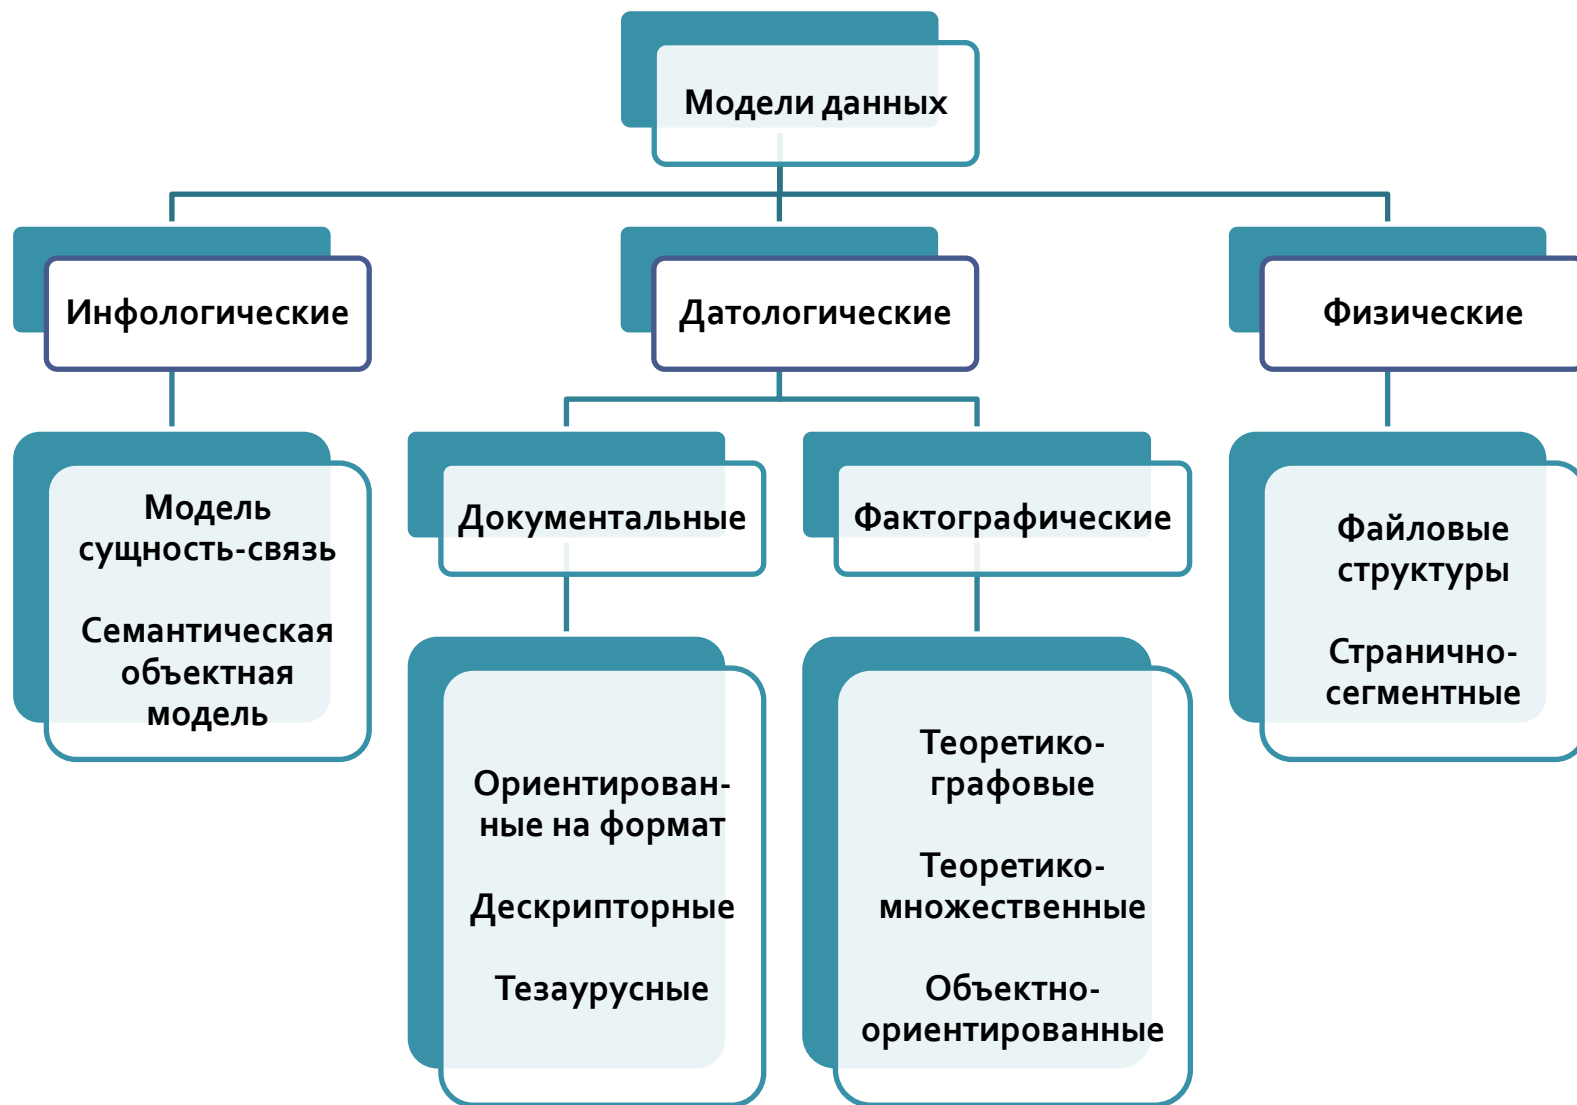 Модели данных
Инфологические
Датологические
Физические
Модель
сущность-связь
Семантическая
объектная
модель
Документальные
Фактографические
Файловые
структуры
Странично-
сегментные
Ориентирован-
ные на формат
Дескрипторные
Тезаурусные
Теоретико-
графовые
Теоретико-
множественные
Объектно-
ориентированные